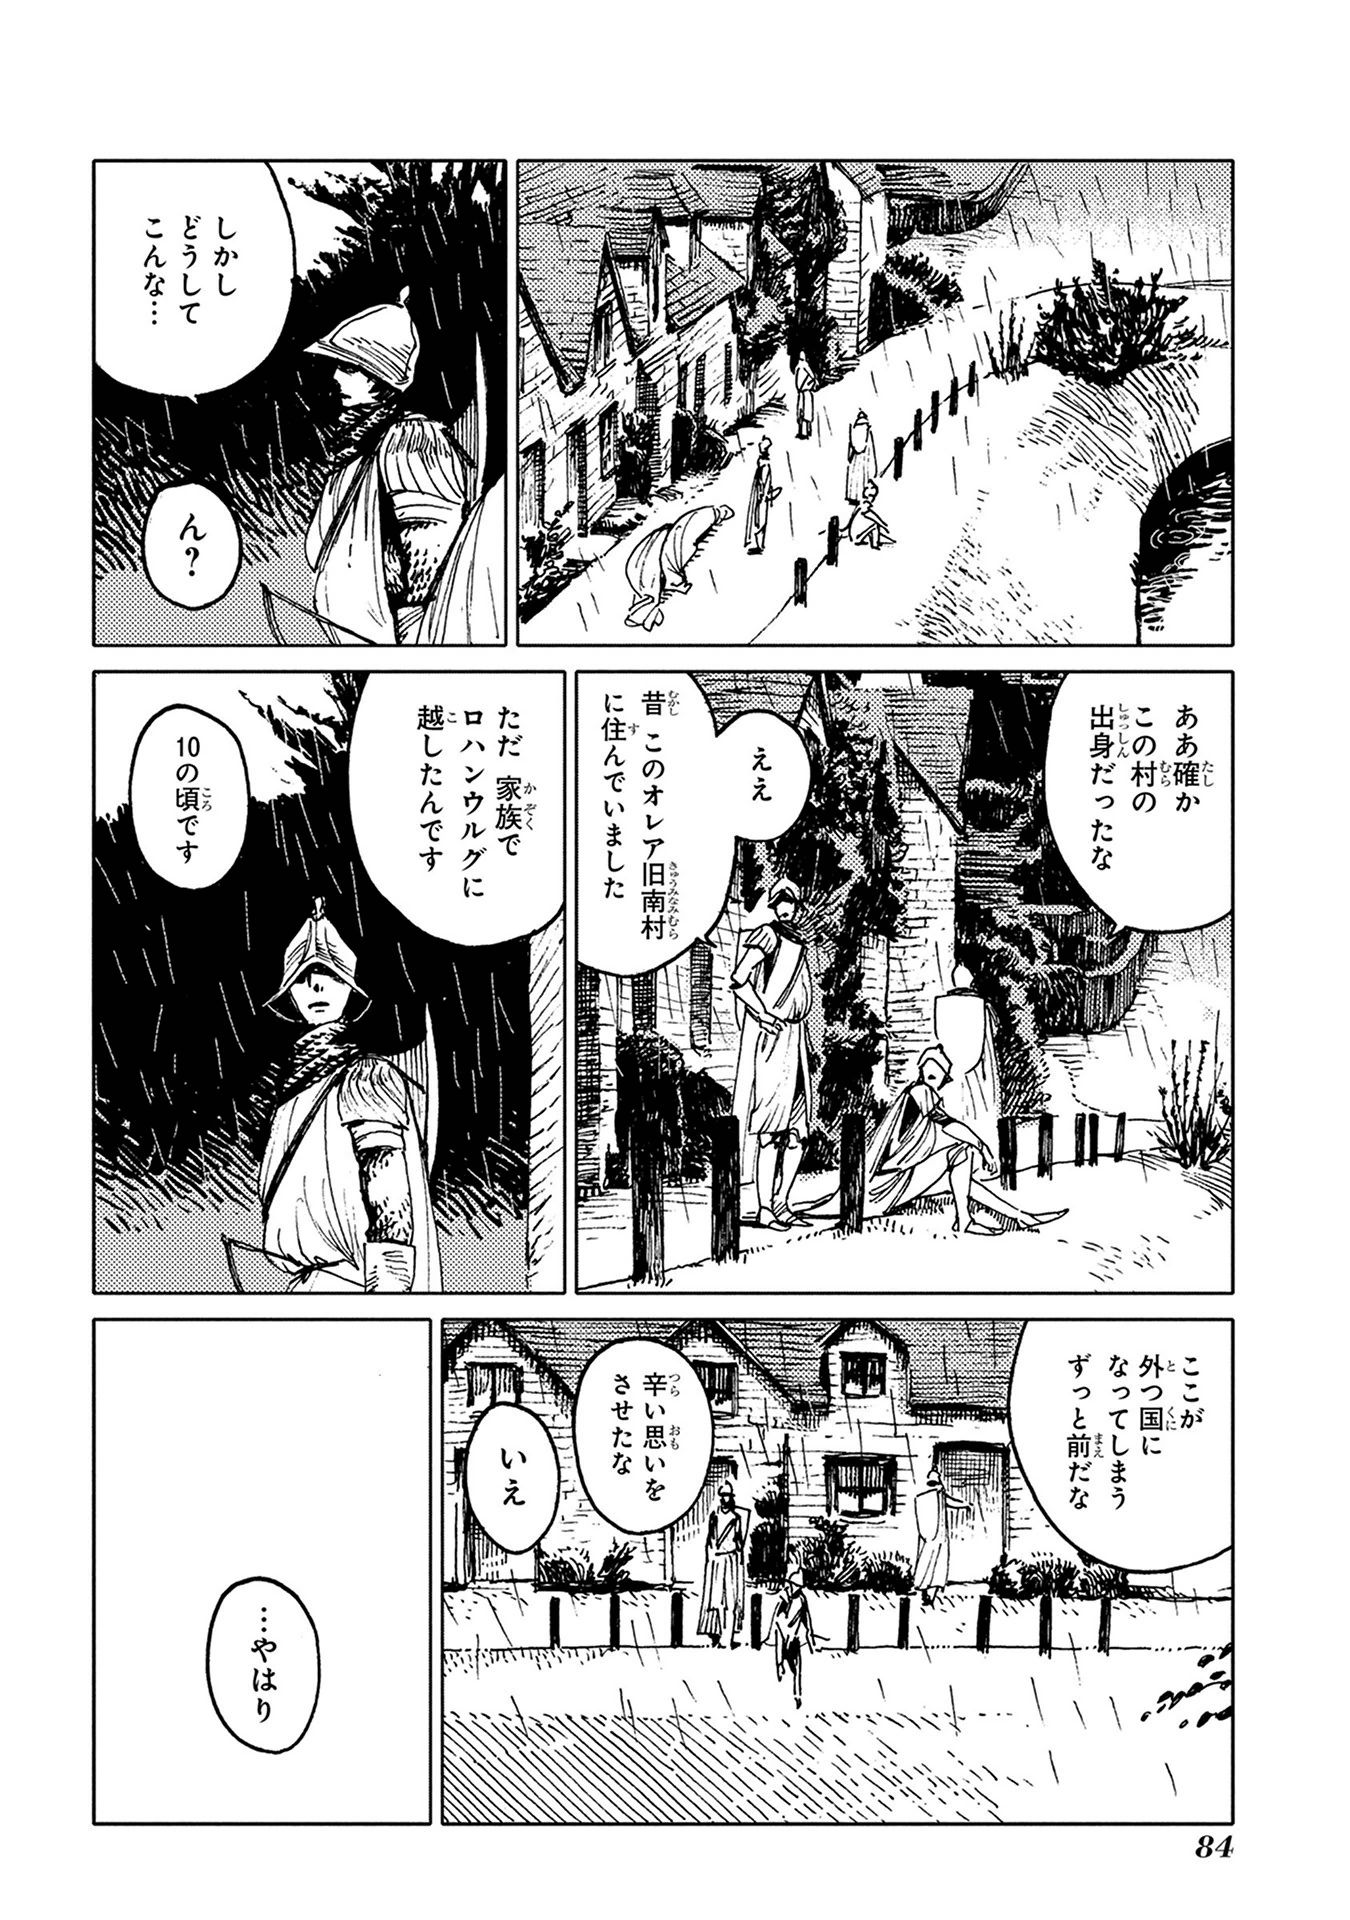 しかし
どうして
こんな…
ん？
ああ確か
この村の
出身だったな
ええ
昔 このオレア旧南村
に住んでいました
ただ 家族で
ロハンウルグに
越したんです
10の頃です
ここが
外つ国に
なってしまう
ずっと前だな
辛い思いを
させたな
いえ
…やはり
84